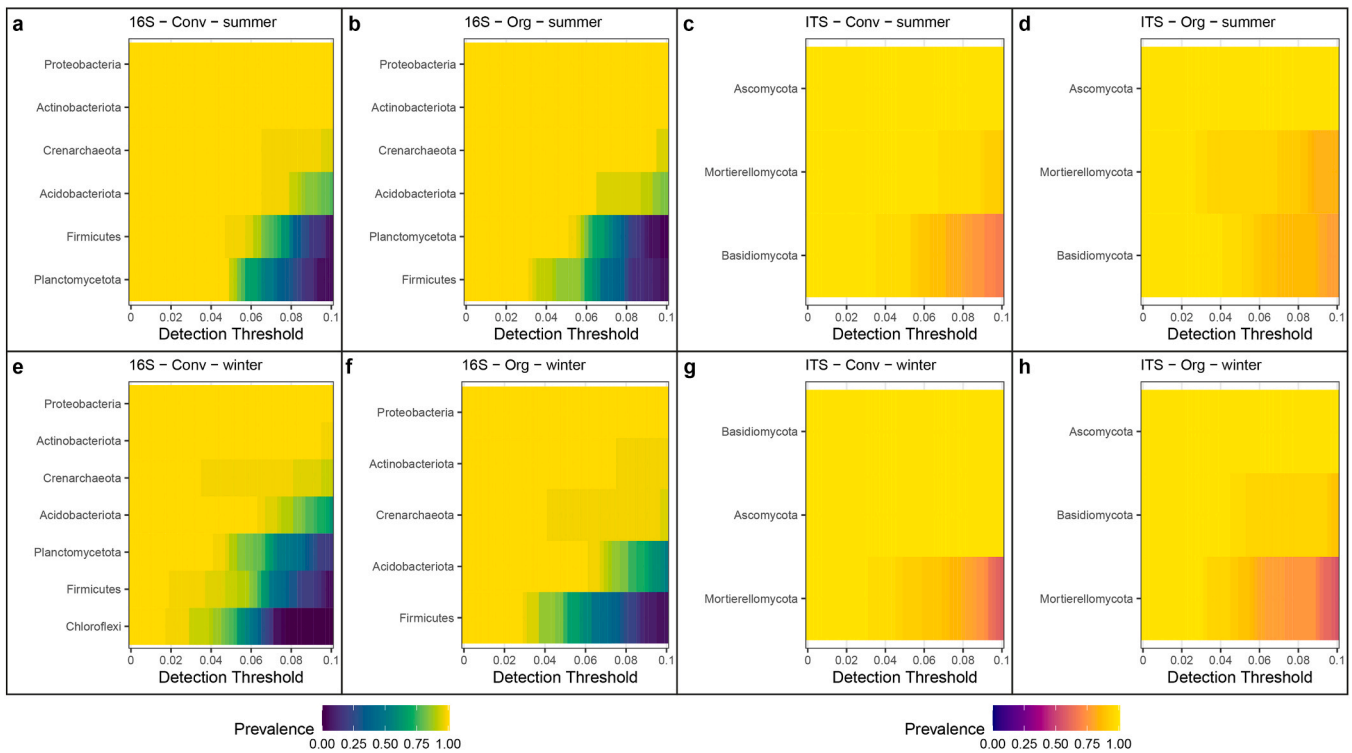 a 16S – Conv – summer
Proteobacteria
Actinobacteriota
Crenarchaeota
Acidobacteriota
Firmicutes
Planctomycetota
0 0.02 0.04 0.06 0.08 0.1
Detection Threshold
b 16S – Org – summer
Proteobacteria
Actinobacteriota
Crenarchaeota
Acidobacteriota
Planctomycetota
Firmicutes
0 0.02 0.04 0.06 0.08 0.1
Detection Threshold
c ITS – Conv – summer
Ascomycota
Mortierellomycota
Basidiomycota
0 0.02 0.04 0.06 0.08 0.1
Detection Threshold
d ITS – Org – summer
Ascomycota
Mortierellomycota
Basidiomycota
0 0.02 0.04 0.06 0.08 0.1
Detection Threshold
e 16S – Conv – winter
Proteobacteria
Actinobacteriota
Crenarchaeota
Acidobacteriota
Planctomycetota
Firmicutes
Chloroflexi
0 0.02 0.04 0.06 0.08 0.1
Detection Threshold
f 16S – Org – winter
Proteobacteria
Actinobacteriota
Crenarchaeota
Acidobacteriota
Firmicutes
0 0.02 0.04 0.06 0.08 0.1
Detection Threshold
g ITS – Conv – winter
Basidiomycota
Ascomycota
Mortierellomycota
0 0.02 0.04 0.06 0.08 0.1
Detection Threshold
h ITS – Org – winter
Ascomycota
Basidiomycota
Mortierellomycota
0 0.02 0.04 0.06 0.08 0.1
Detection Threshold
Prevalence
0.00 0.25 0.50 0.75 1.00
Prevalence
0.00 0.25 0.50 0.75 1.00